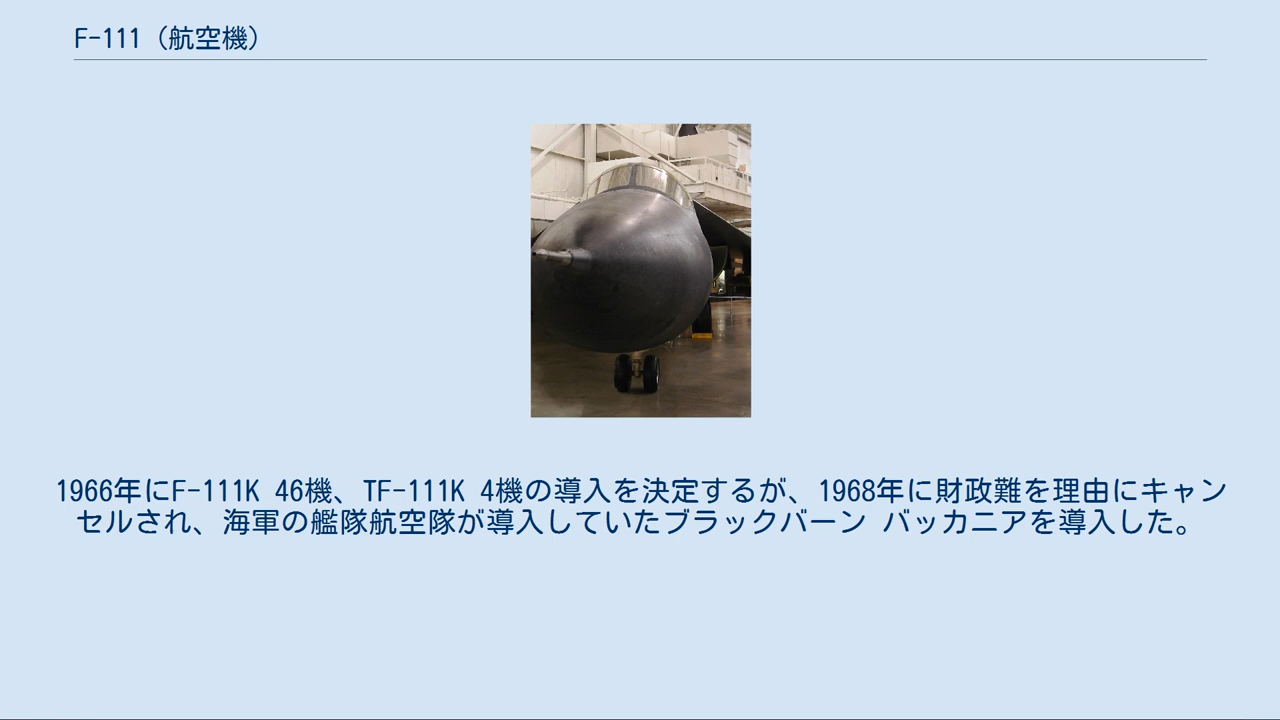 F-111（航空機）
1966年にF-111K 46機、TF-111K 4機の導入を決定するが、1968年に財政難を理由にキャン
セルされ、海軍の艦隊航空隊が導入していたブラックバーン バッカニアを導入した。